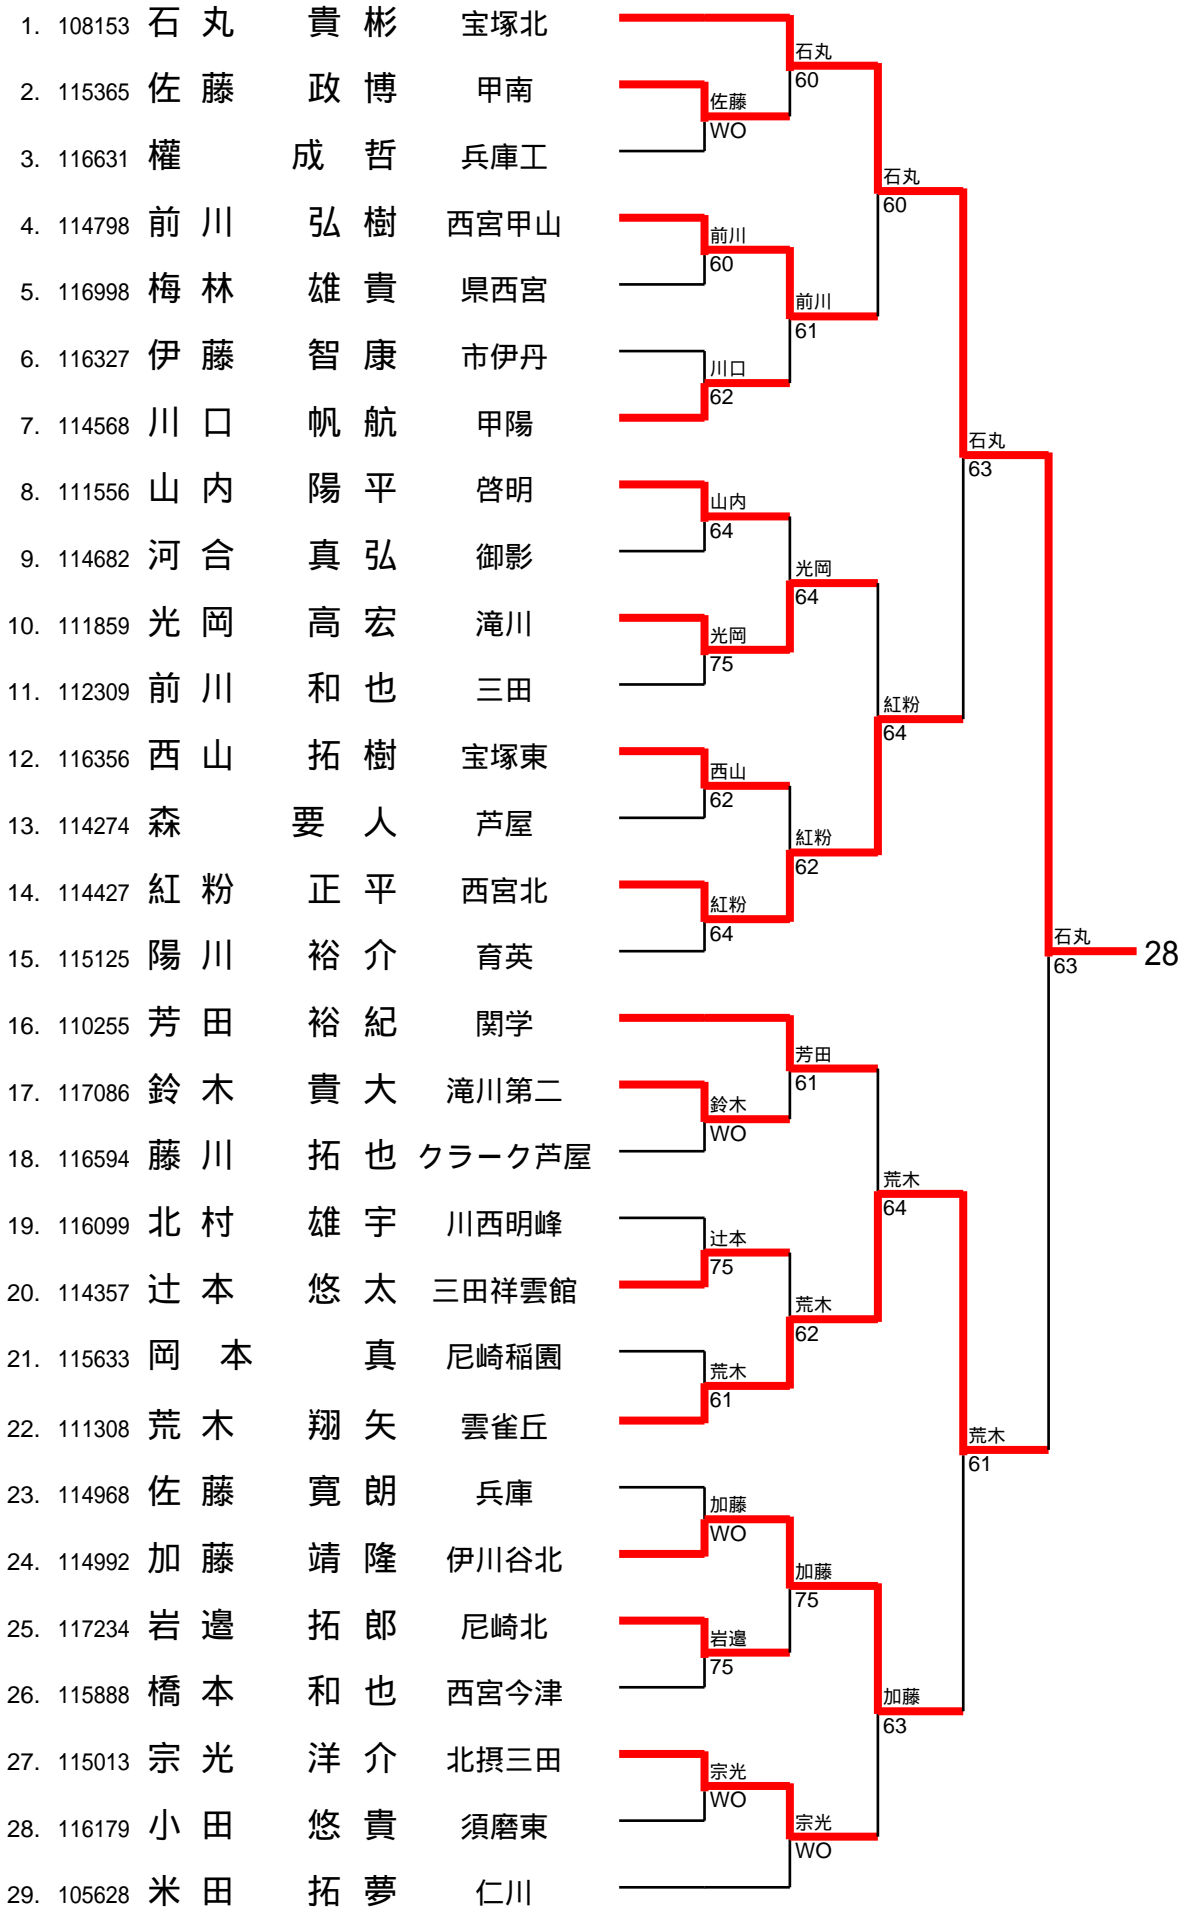 1. 108153 石丸 貴彬 宝塚北
石丸
60
2. 115365 佐藤 政博 甲南
佐藤
WO
3. 116631 權 成哲 兵庫工
石丸
60
4. 114798 前川 弘樹 西宮甲山
前川
60
5. 116998 梅林 雄貴 県西宮
前川
61
6. 116327 伊藤 智康 市伊丹
川口
62
7. 114568 川口 帆航 甲陽
石丸
63
8. 111556 山内 陽平 啓明
山内
64
9. 114682 河合 真弘 御影
光岡
64
10. 111859 光岡 高宏 滝川
光岡
75
11. 112309 前川 和也 三田
紅粉
64
12. 116356 西山 拓樹 宝塚東
西山
62
13. 114274 森 要人 芦屋
紅粉
62
14. 114427 紅粉 正平 西宮北
紅粉
64
15. 115125 陽川 裕介 育英
石丸
63
28
16. 110255 芳田 裕紀 関学
芳田
61
17. 117086 鈴木 貴大 滝川第二
鈴木
WO
18. 116594 藤川 拓也 クラーク芦屋
荒木
64
19. 116099 北村 雄宇 川西明峰
辻本
75
20. 114357 辻本 悠太 三田祥雲館
荒木
62
21. 115633 岡本 真 尼崎稲園
荒木
61
22. 111308 荒木 翔矢 雲雀丘
荒木
61
23. 114968 佐藤 寛朗 兵庫
加藤
WO
24. 114992 加藤 靖隆 伊川谷北
加藤
75
25. 117234 岩邉 拓郎 尼崎北
岩邉
75
26. 115888 橋本 和也 西宮今津
加藤
63
27. 115013 宗光 洋介 北摂三田
宗光
WO
28. 116179 小田 悠貴 須磨東
宗光
WO
29. 105628 米田 拓夢 仁川